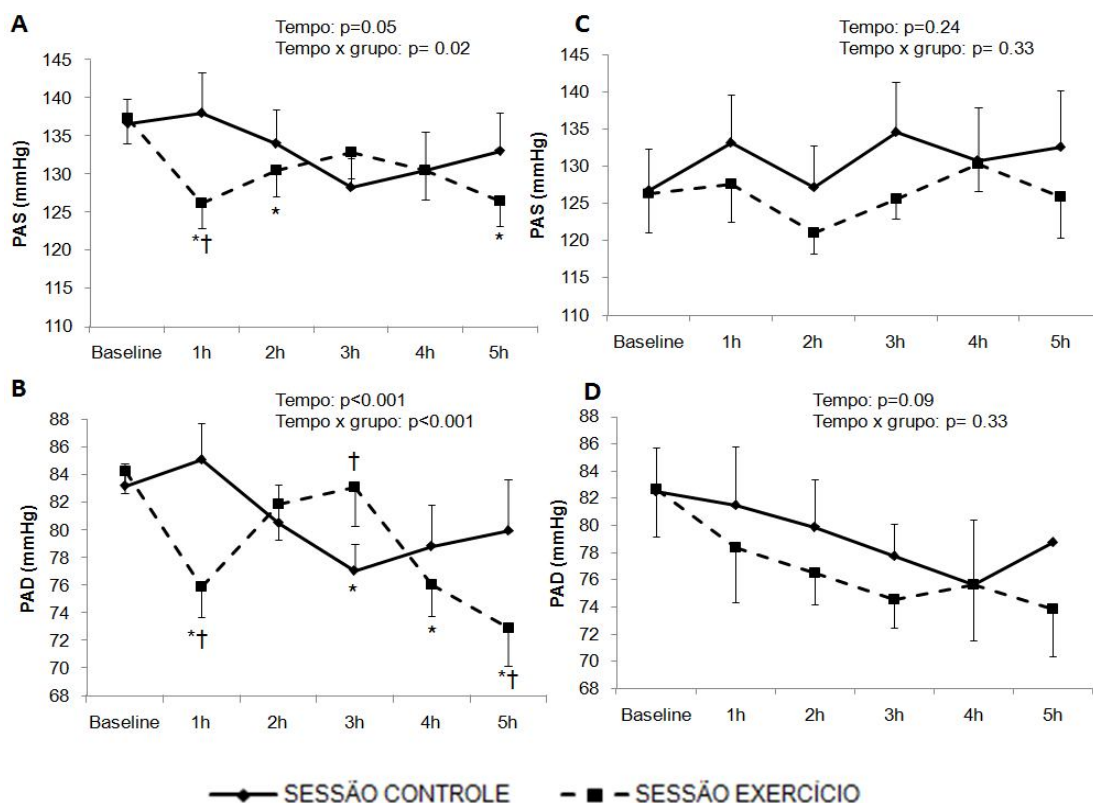 A
Tempo: p=0.05
Tempo x grupo: p= 0.02
PAS (mmHg)
145
140
135
130
125
120
115
110
*†
*
*
Baseline 1h 2h 3h 4h 5h
C
Tempo: p=0.24
Tempo x grupo: p= 0.33
PAS (mmHg)
145
140
135
130
125
120
115
110
Baseline 1h 2h 3h 4h 5h
B
Tempo: p<0.001
Tempo x grupo: p<0.001
PAD (mmHg)
88
86
84
82
80
78
76
74
72
70
68
*†
†
*
*
*†
Baseline 1h 2h 3h 4h 5h
D
Tempo: p=0.09
Tempo x grupo: p= 0.33
PAD (mmHg)
88
86
84
82
80
78
76
74
72
70
68
Baseline 1h 2h 3h 4h 5h
SESSÃO CONTROLE SESSÃO EXERCÍCIO